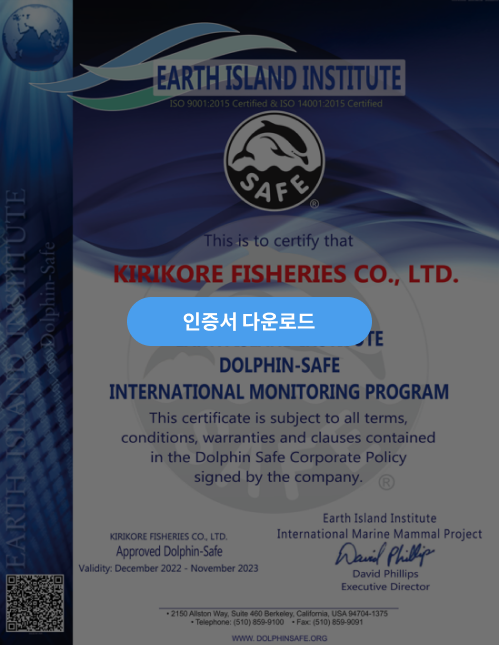 EARTH ISLAND INSTITUTE
ISO 9001:2015 Certified & ISO 14001:2015 Certified
SAFE
®
This is to certify that
KIRIKORE FISHERIES CO., LTD.
인증서 다운로드
DOLPHIN-SAFE
INTERNATIONAL MONITORING PROGRAM
This certificate is subject to all terms,
conditions, warranties and clauses contained
in the Dolphin Safe Corporate Policy
signed by the company.
®
Earth Island Institute
International Marine Mammal Project
David Phillips
David Phillips
Executive Director
KIRIKORE FISHERIES CO., LTD.
Approved Dolphin-Safe
Validity: December 2022 - November 2023
• 2150 Allston Way, Suite 460 Berkeley, California, USA 94704-1375
• Telephone: (510) 859-9100 • Fax: (510) 859-9091
WWW. DOLPHINSAFE.ORG
EARTH ISLAND INSTITUTE
Dolphin-Safe